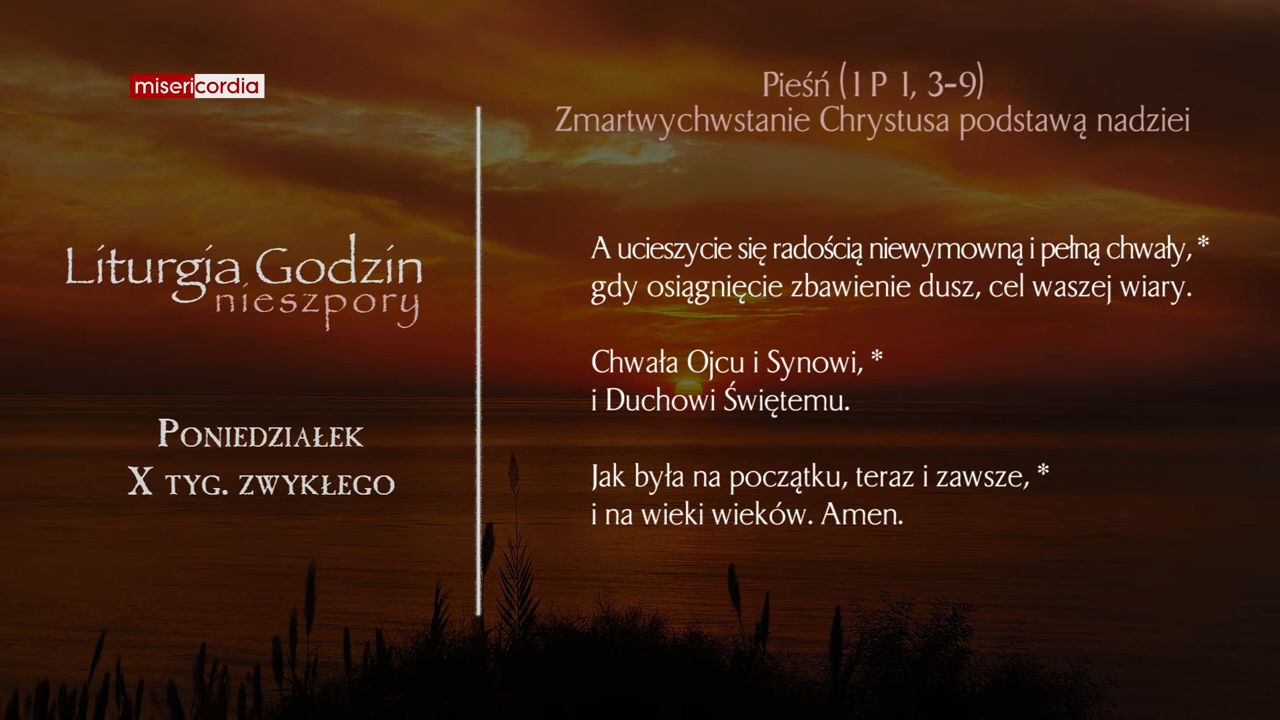 misericordia
Liturgia Godzin
nieszpory
Poniedziałek
X tyg. zwykłego
Pieśń (1 P 1, 3-9)
Zmartwychwstanie Chrystusa podstawą nadziei
A ucieszycie się radością niewymowną i pełną chwały, *
gdy osiągnięcie zbawienie dusz, cel waszej wiary.
Chwała Ojcu i Synowi, *
i Duchowi Świętemu.
Jak była na początku, teraz i zawsze, *
i na wieki wieków. Amen.